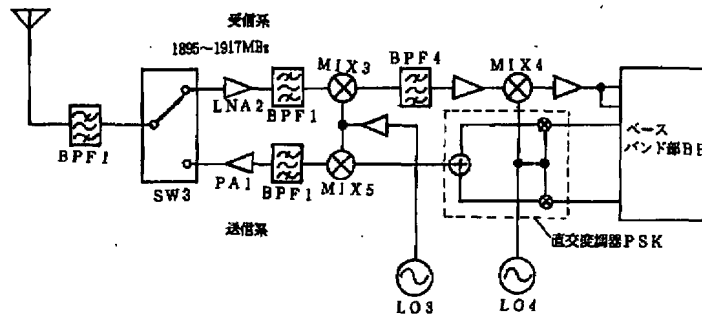 受信系
1895～1917MHz
MIX3
BPF4
MIX4
LNA2
BPF1
BPF1
SW3
PA1
BPF1
MIX5
ベース
バンド部BB
送信系
直交変調器PSK
LO3
LO4